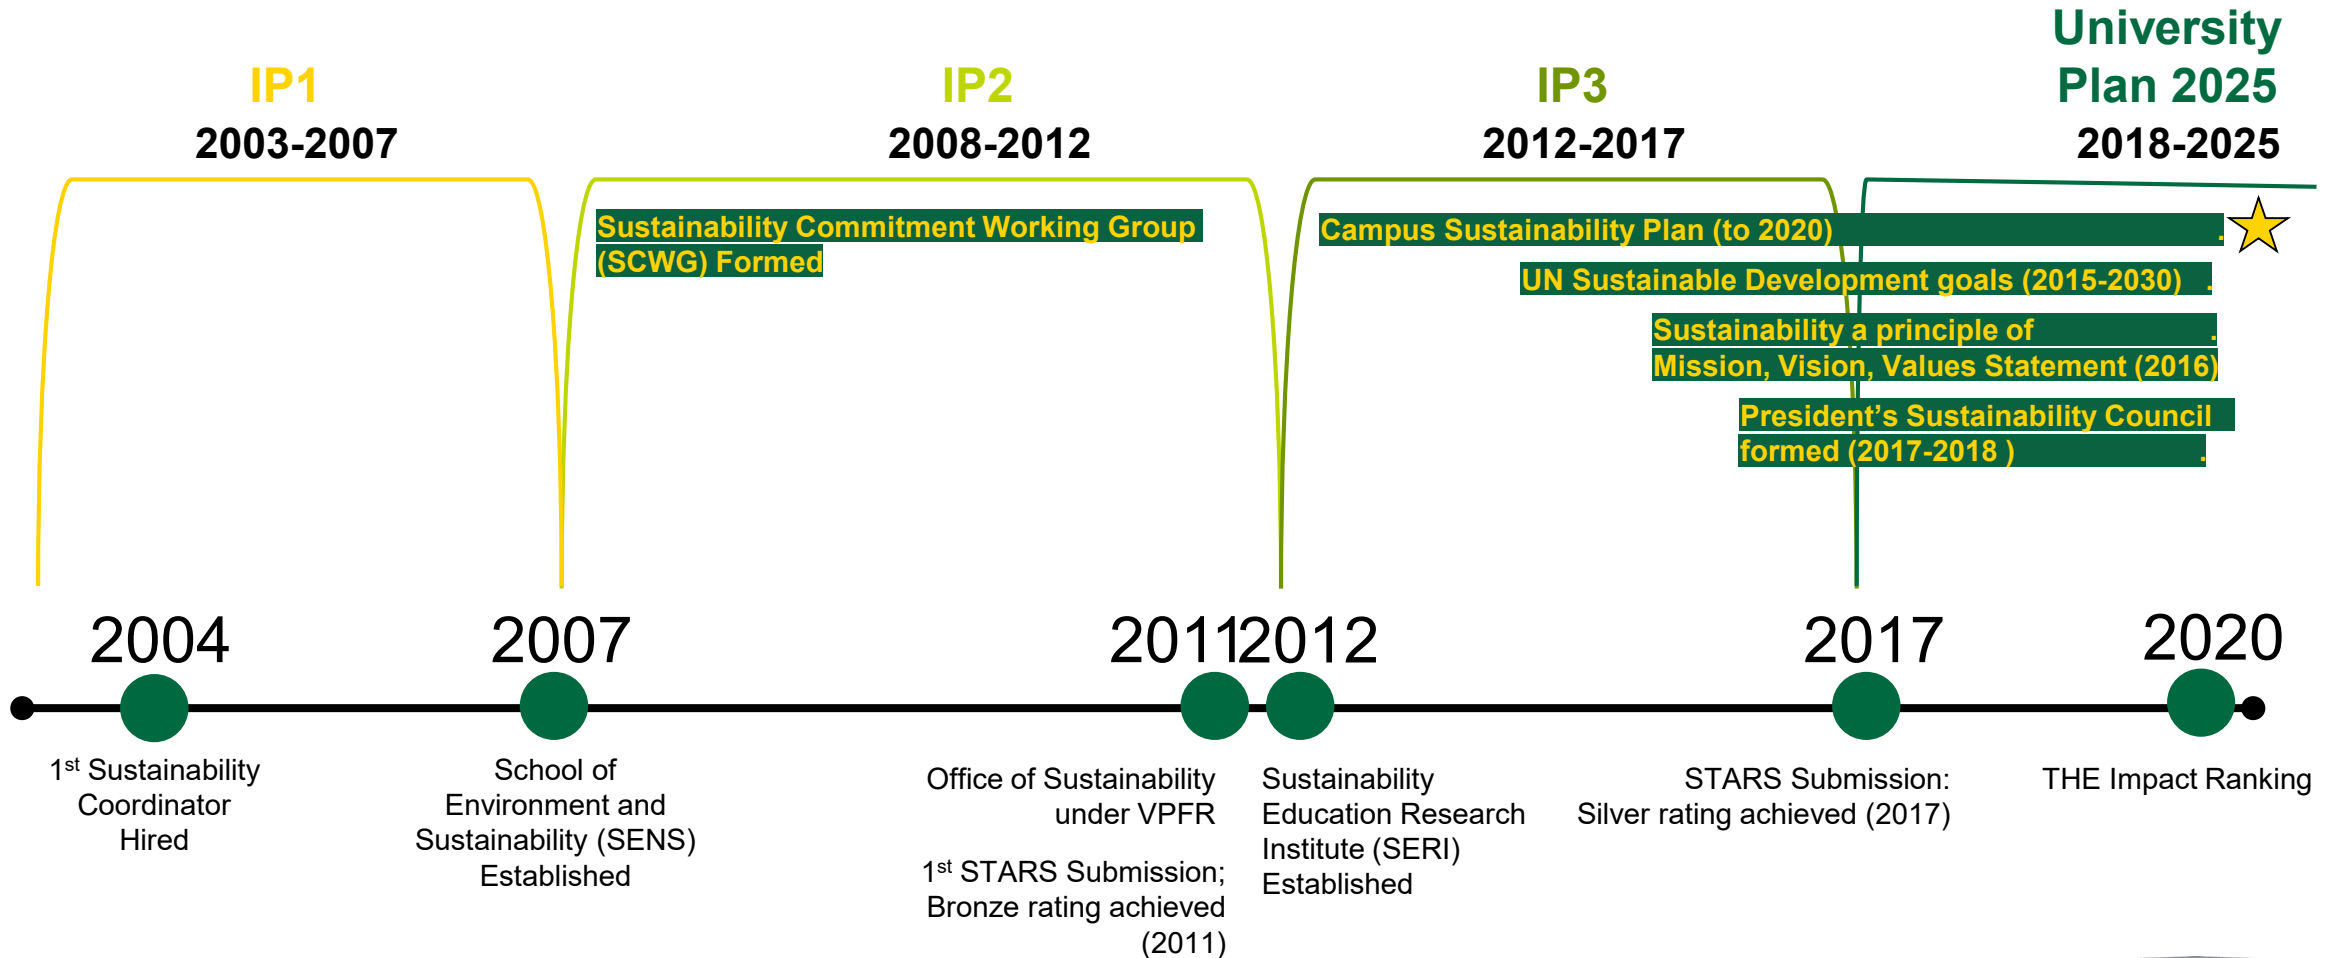 University
Plan 2025
IP1
IP2
IP3
2003-2007
2008-2012
2012-2017
2018-2025
Sustainability Commitment Working Group
(SCWG) Formed
Campus Sustainability Plan (to 2020) .
UN Sustainable Development goals (2015-2030) .
Sustainability a principle of .
Mission, Vision, Values Statement (2016)
President’s Sustainability Council
formed (2017-2018 ) .
2004
2007
2011
2012
2017
2020
1st Sustainability
Coordinator
Hired
School of
Environment and
Sustainability (SENS)
Established
Office of Sustainability
under VPFR
1st STARS Submission;
Bronze rating achieved
(2011)
Sustainability
Education Research
Institute (SERI)
Established
STARS Submission:
Silver rating achieved (2017)
THE Impact Ranking